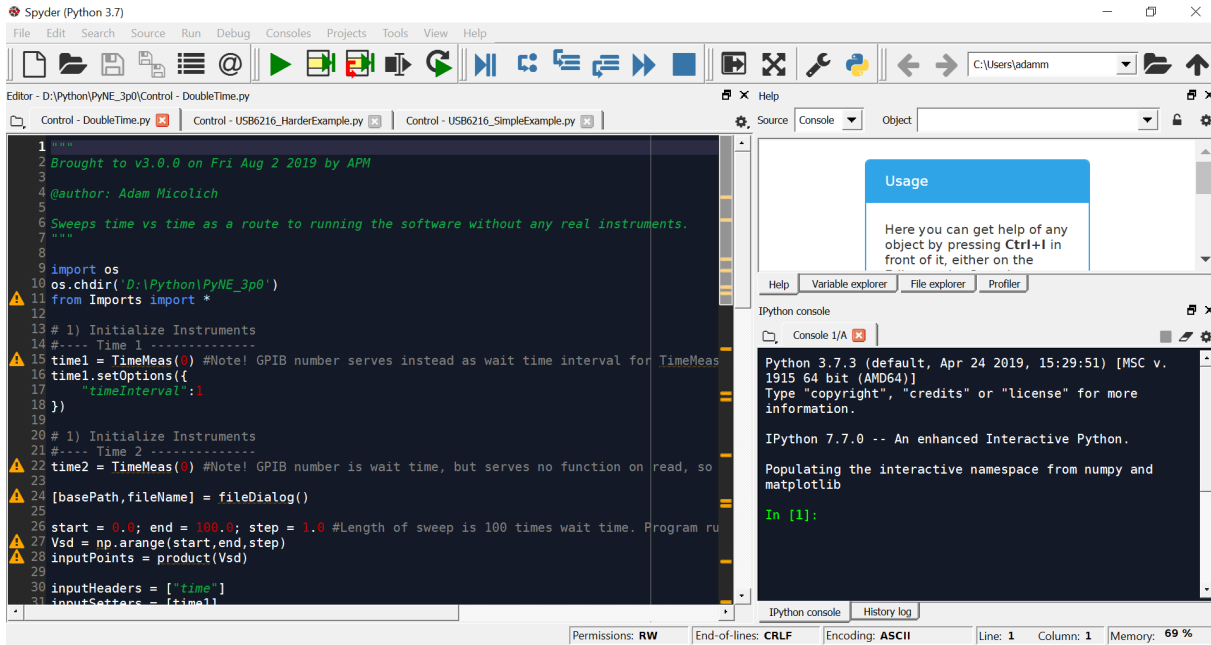 Spyder (Python 3.7)
File Edit Search Source Run Debug Consoles Projects Tools View Help
C:\Users\adamm
Editor - D:\Python\PyNE_3p0\Control - DoubleTime.py
Control - DoubleTime.py Control - USB6216_HarderExample.py Control - USB6216_SimpleExample.py
1 """
2 Brought to v3.0.0 on Fri Aug 2 2019 by APM
3
4 @author: Adam Micolich
5
6 Sweeps time vs time as a route to running the software without any real instruments.
7 """
8
9 import os
10 os.chdir('D:\Python\PyNE_3p0')
11 from Imports import *
12
13 # 1) Initialize Instruments
14 #---- Time 1 --------------
15 time1 = TimeMeas(0) #Note! GPIB number serves instead as wait time interval for TimeMeas
16 time1.setOptions({
17 "timeInterval":1
18 })
19
20 # 1) Initialize Instruments
21 #---- Time 2 --------------
22 time2 = TimeMeas(0) #Note! GPIB number is wait time, but serves no function on read, so
23
24 [basePath,fileName] = fileDialog()
25
26 start = 0.0; end = 100.0; step = 1.0 #Length of sweep is 100 times wait time. Program ru
27 Vsd = np.arange(start,end,step)
28 inputPoints = product(Vsd)
29
30 inputHeaders = ["time"]
31 inputSetters = [time1]
Help
Source Console Object
Usage
Here you can get help of any
object by pressing Ctrl+I in
front of it, either on the
Help Variable explorer File explorer Profiler
IPython console
Console 1/A
Python 3.7.3 (default, Apr 24 2019, 15:29:51) [MSC v.
1915 64 bit (AMD64)]
Type "copyright", "credits" or "license" for more
information.
IPython 7.7.0 -- An enhanced Interactive Python.
Populating the interactive namespace from numpy and
matplotlib
In [1]:
IPython console History log
Permissions: RW End-of-lines: CRLF Encoding: ASCII Line: 1 Column: 1 Memory: 69 %